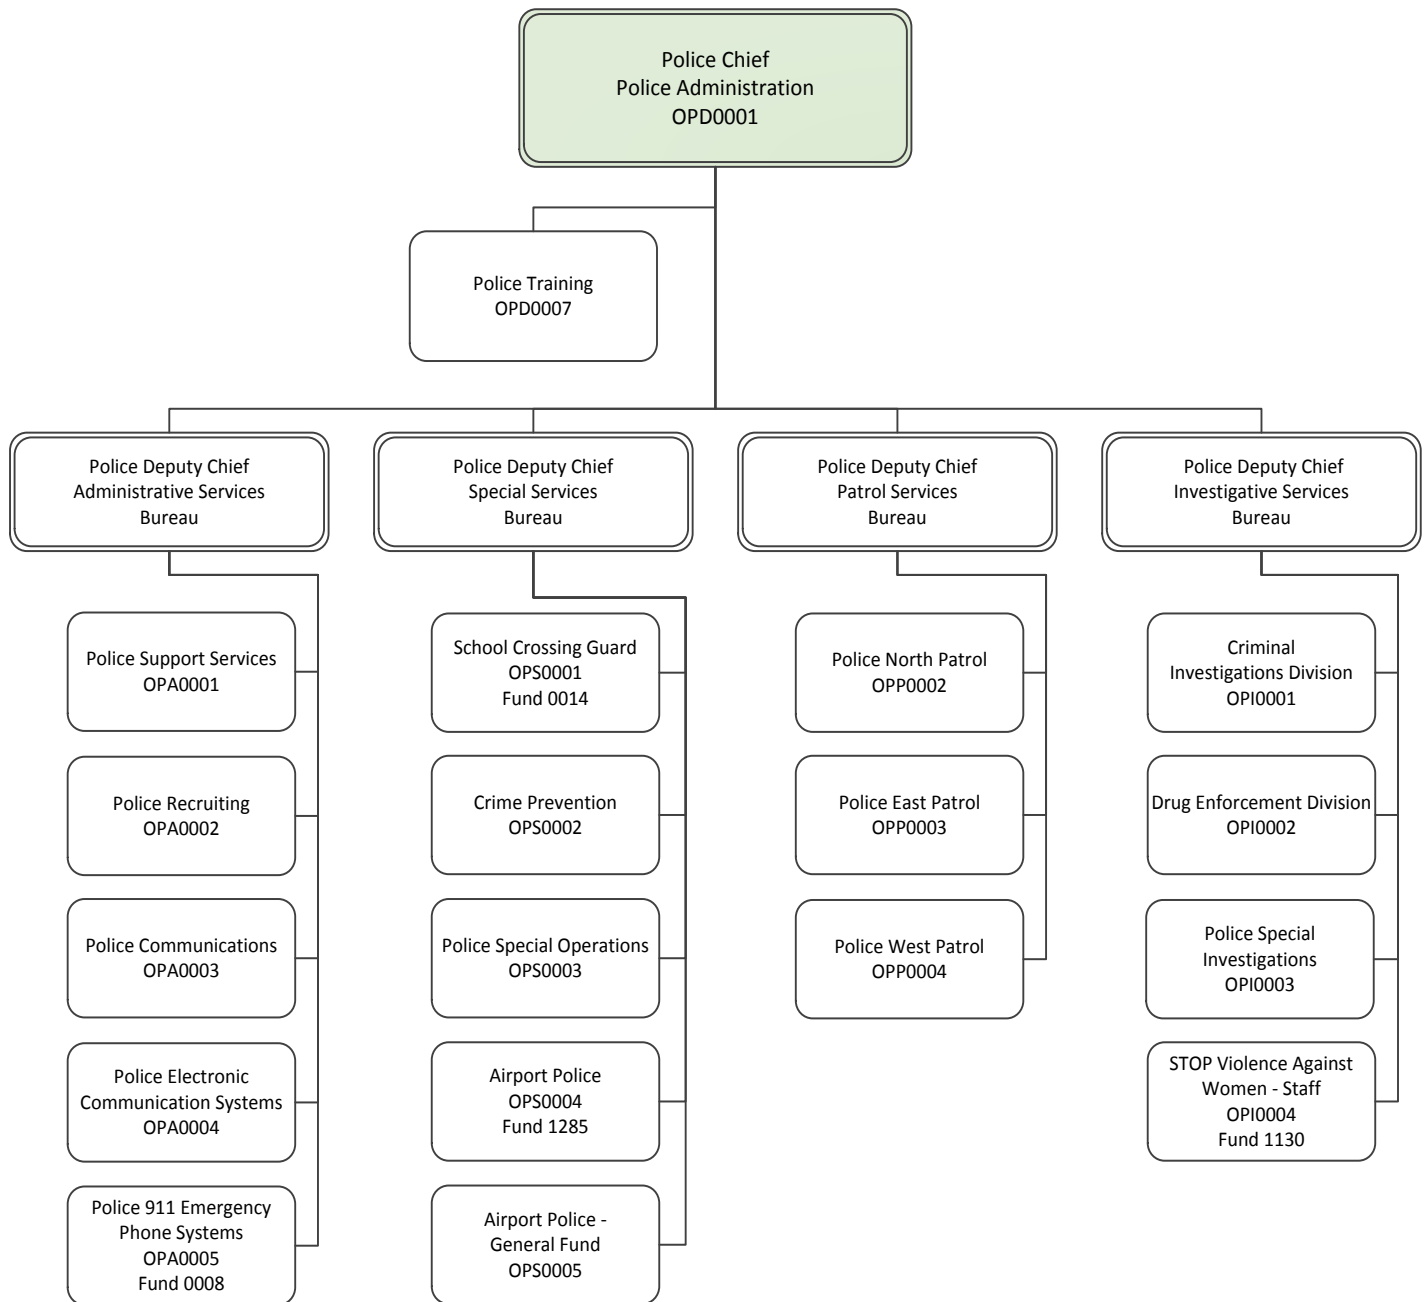 Police Chief
Police Administration
OPD0001
Police Training
OPD0007
Police Deputy Chief
Administrative Services
Bureau
Police Deputy Chief
Special Services
Bureau
Police Deputy Chief
Patrol Services
Bureau
Police Deputy Chief
Investigative Services
Bureau
Police Support Services
OPA0001
Police Recruiting
OPA0002
Police Communications
OPA0003
Police Electronic
Communication Systems
OPA0004
Police 911 Emergency
Phone Systems
OPA0005
Fund 0008
School Crossing Guard
OPS0001
Fund 0014
Crime Prevention
OPS0002
Police Special Operations
OPS0003
Airport Police
OPS0004
Fund 1285
Airport Police -
General Fund
OPS0005
Police North Patrol
OPP0002
Police East Patrol
OPP0003
Police West Patrol
OPP0004
Criminal
Investigations Division
OPI0001
Drug Enforcement Division
OPI0002
Police Special
Investigations
OPI0003
STOP Violence Against
Women - Staff
OPI0004
Fund 1130